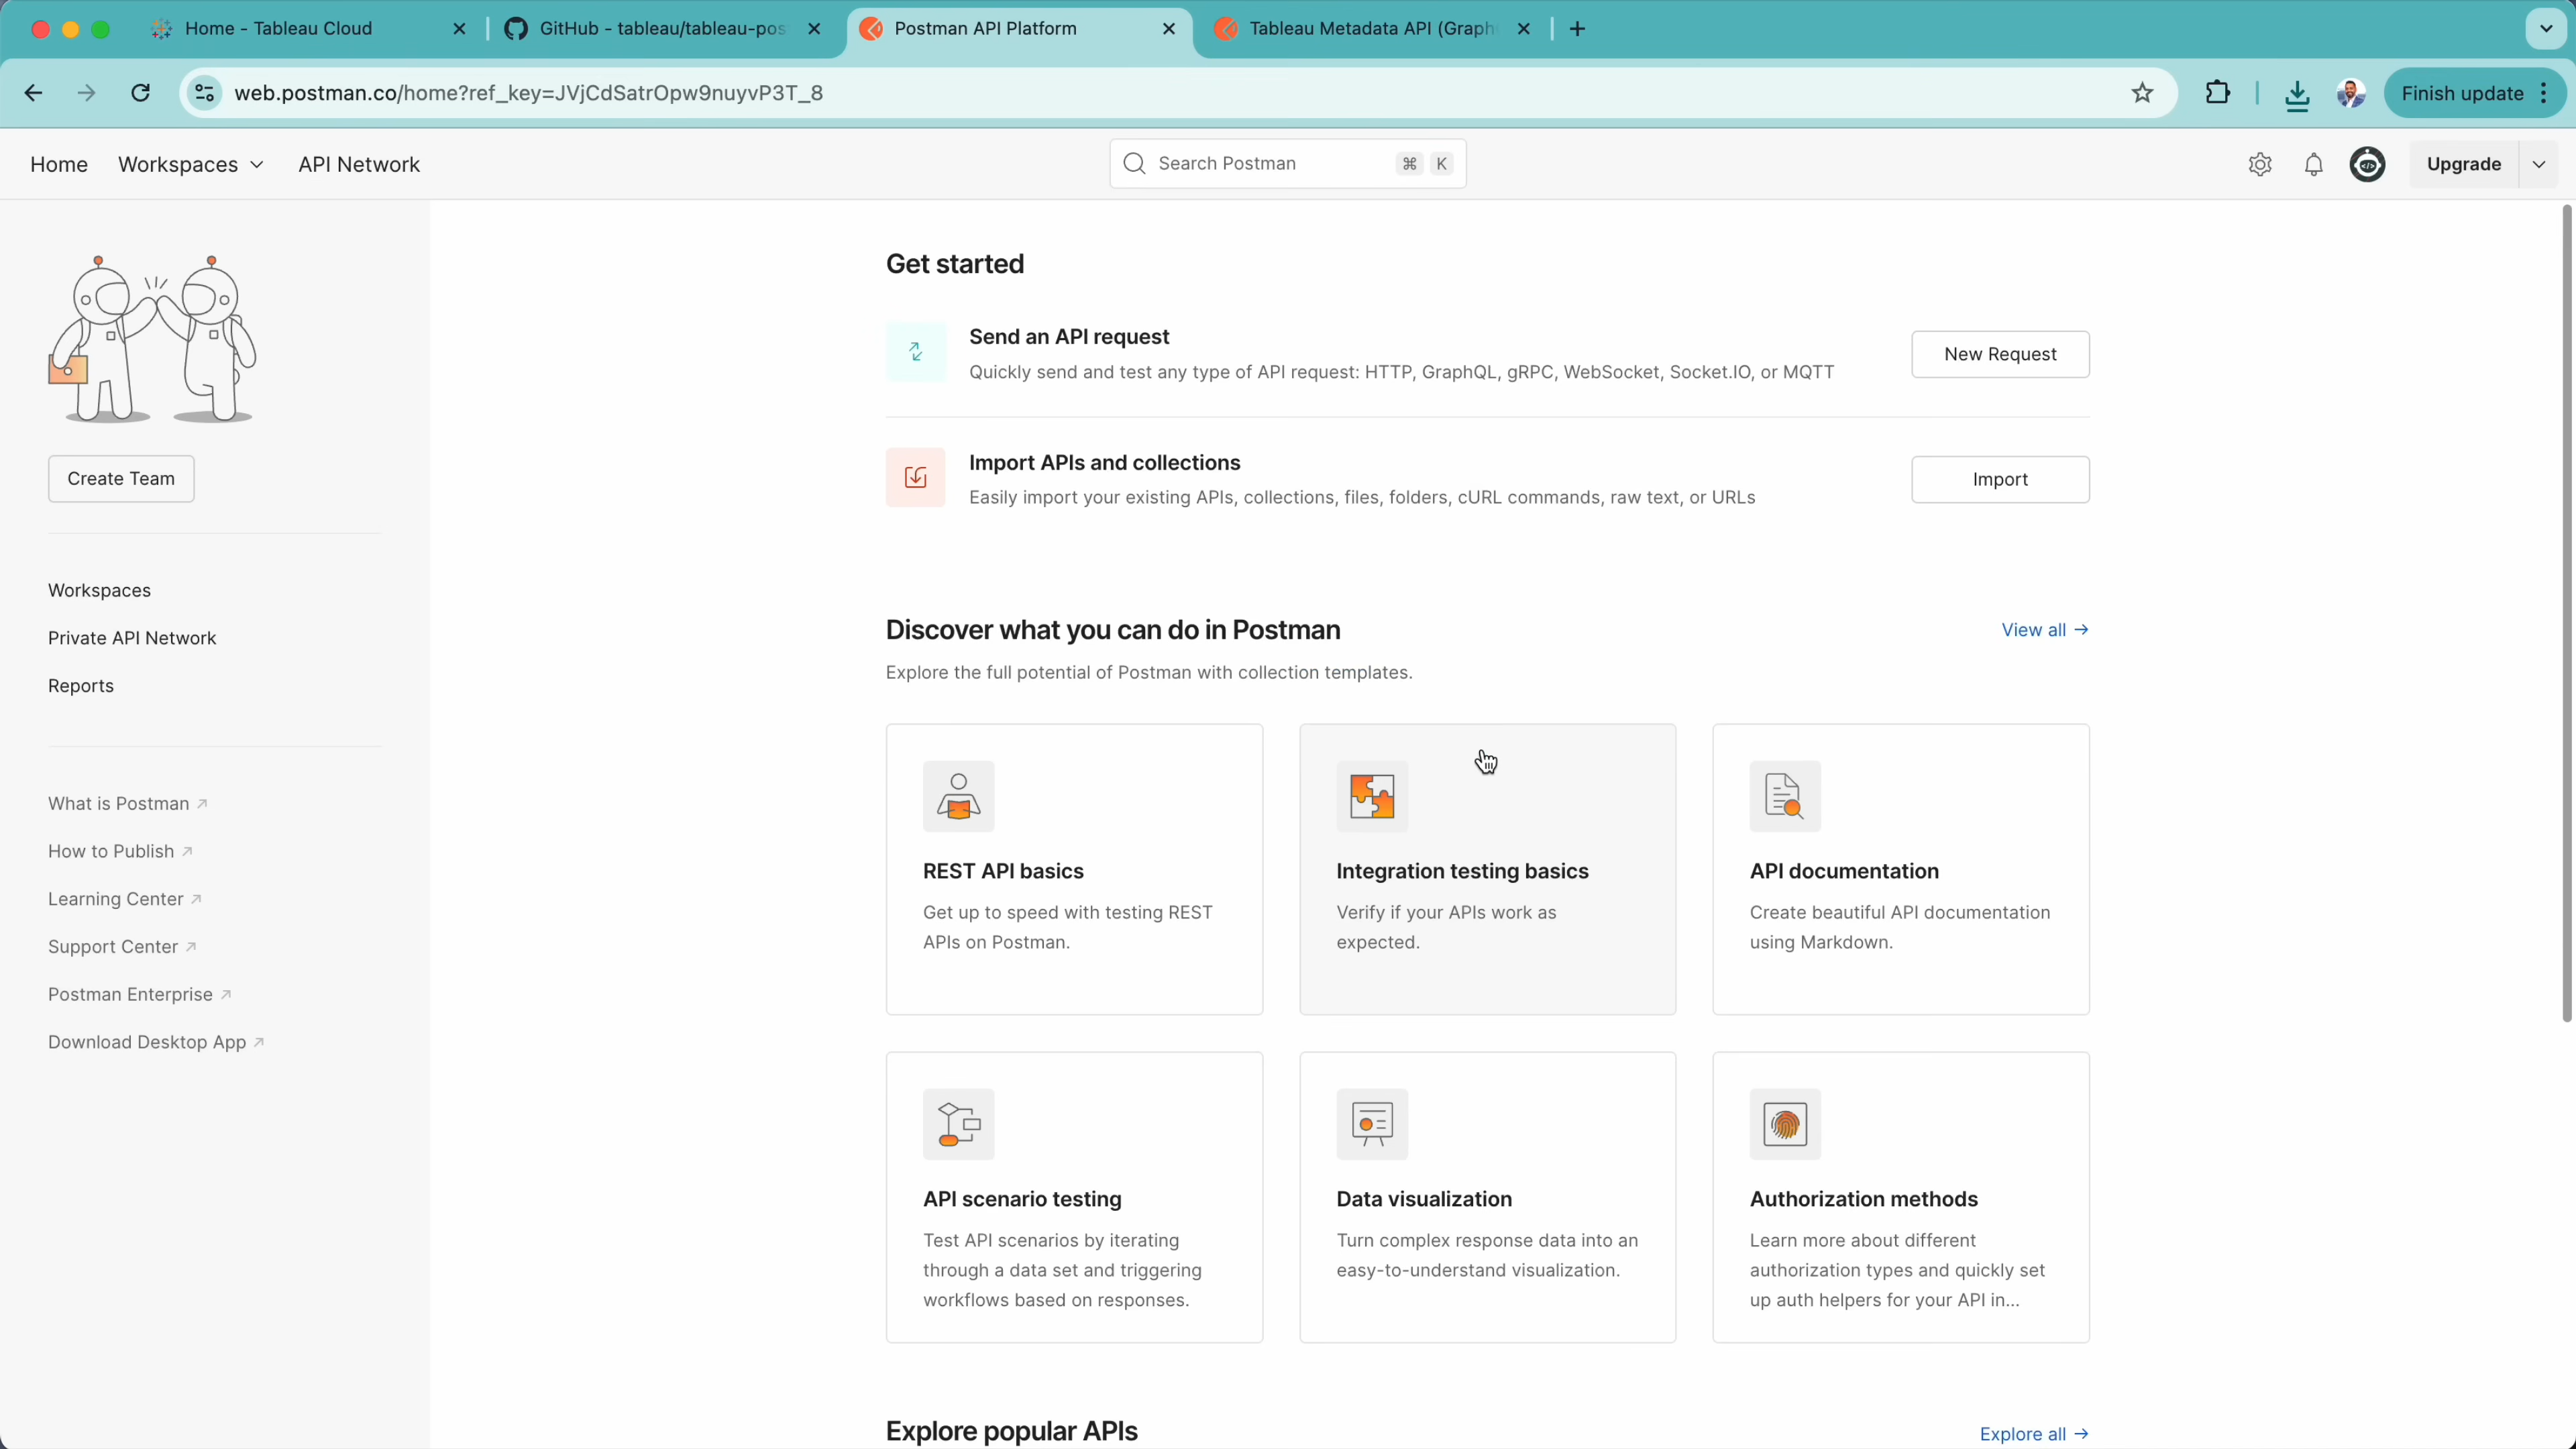 Home - Tableau Cloud
GitHub - tableau/tableau-pos
Postman API Platform
Tableau Metadata API (Graph
web.postman.co/home?ref_key=JVjCdSatrOpw9nuyvP3T_8
Finish update
Home
Workspaces
API Network
Search Postman
⌘ K
Upgrade
Create Team
Workspaces
Private API Network
Reports
What is Postman
How to Publish
Learning Center
Support Center
Postman Enterprise
Download Desktop App
Get started
Send an API request
Quickly send and test any type of API request: HTTP, GraphQL, gRPC, WebSocket, Socket.IO, or MQTT
New Request
Import APIs and collections
Easily import your existing APIs, collections, files, folders, cURL commands, raw text, or URLs
Import
Discover what you can do in Postman
View all →
Explore the full potential of Postman with collection templates.
REST API basics
Get up to speed with testing REST
APIs on Postman.
Integration testing basics
Verify if your APIs work as
expected.
API documentation
Create beautiful API documentation
using Markdown.
API scenario testing
Test API scenarios by iterating
through a data set and triggering
workflows based on responses.
Data visualization
Turn complex response data into an
easy-to-understand visualization.
Authorization methods
Learn more about different
authorization types and quickly set
up auth helpers for your API in...
Explore popular APIs
Explore all →